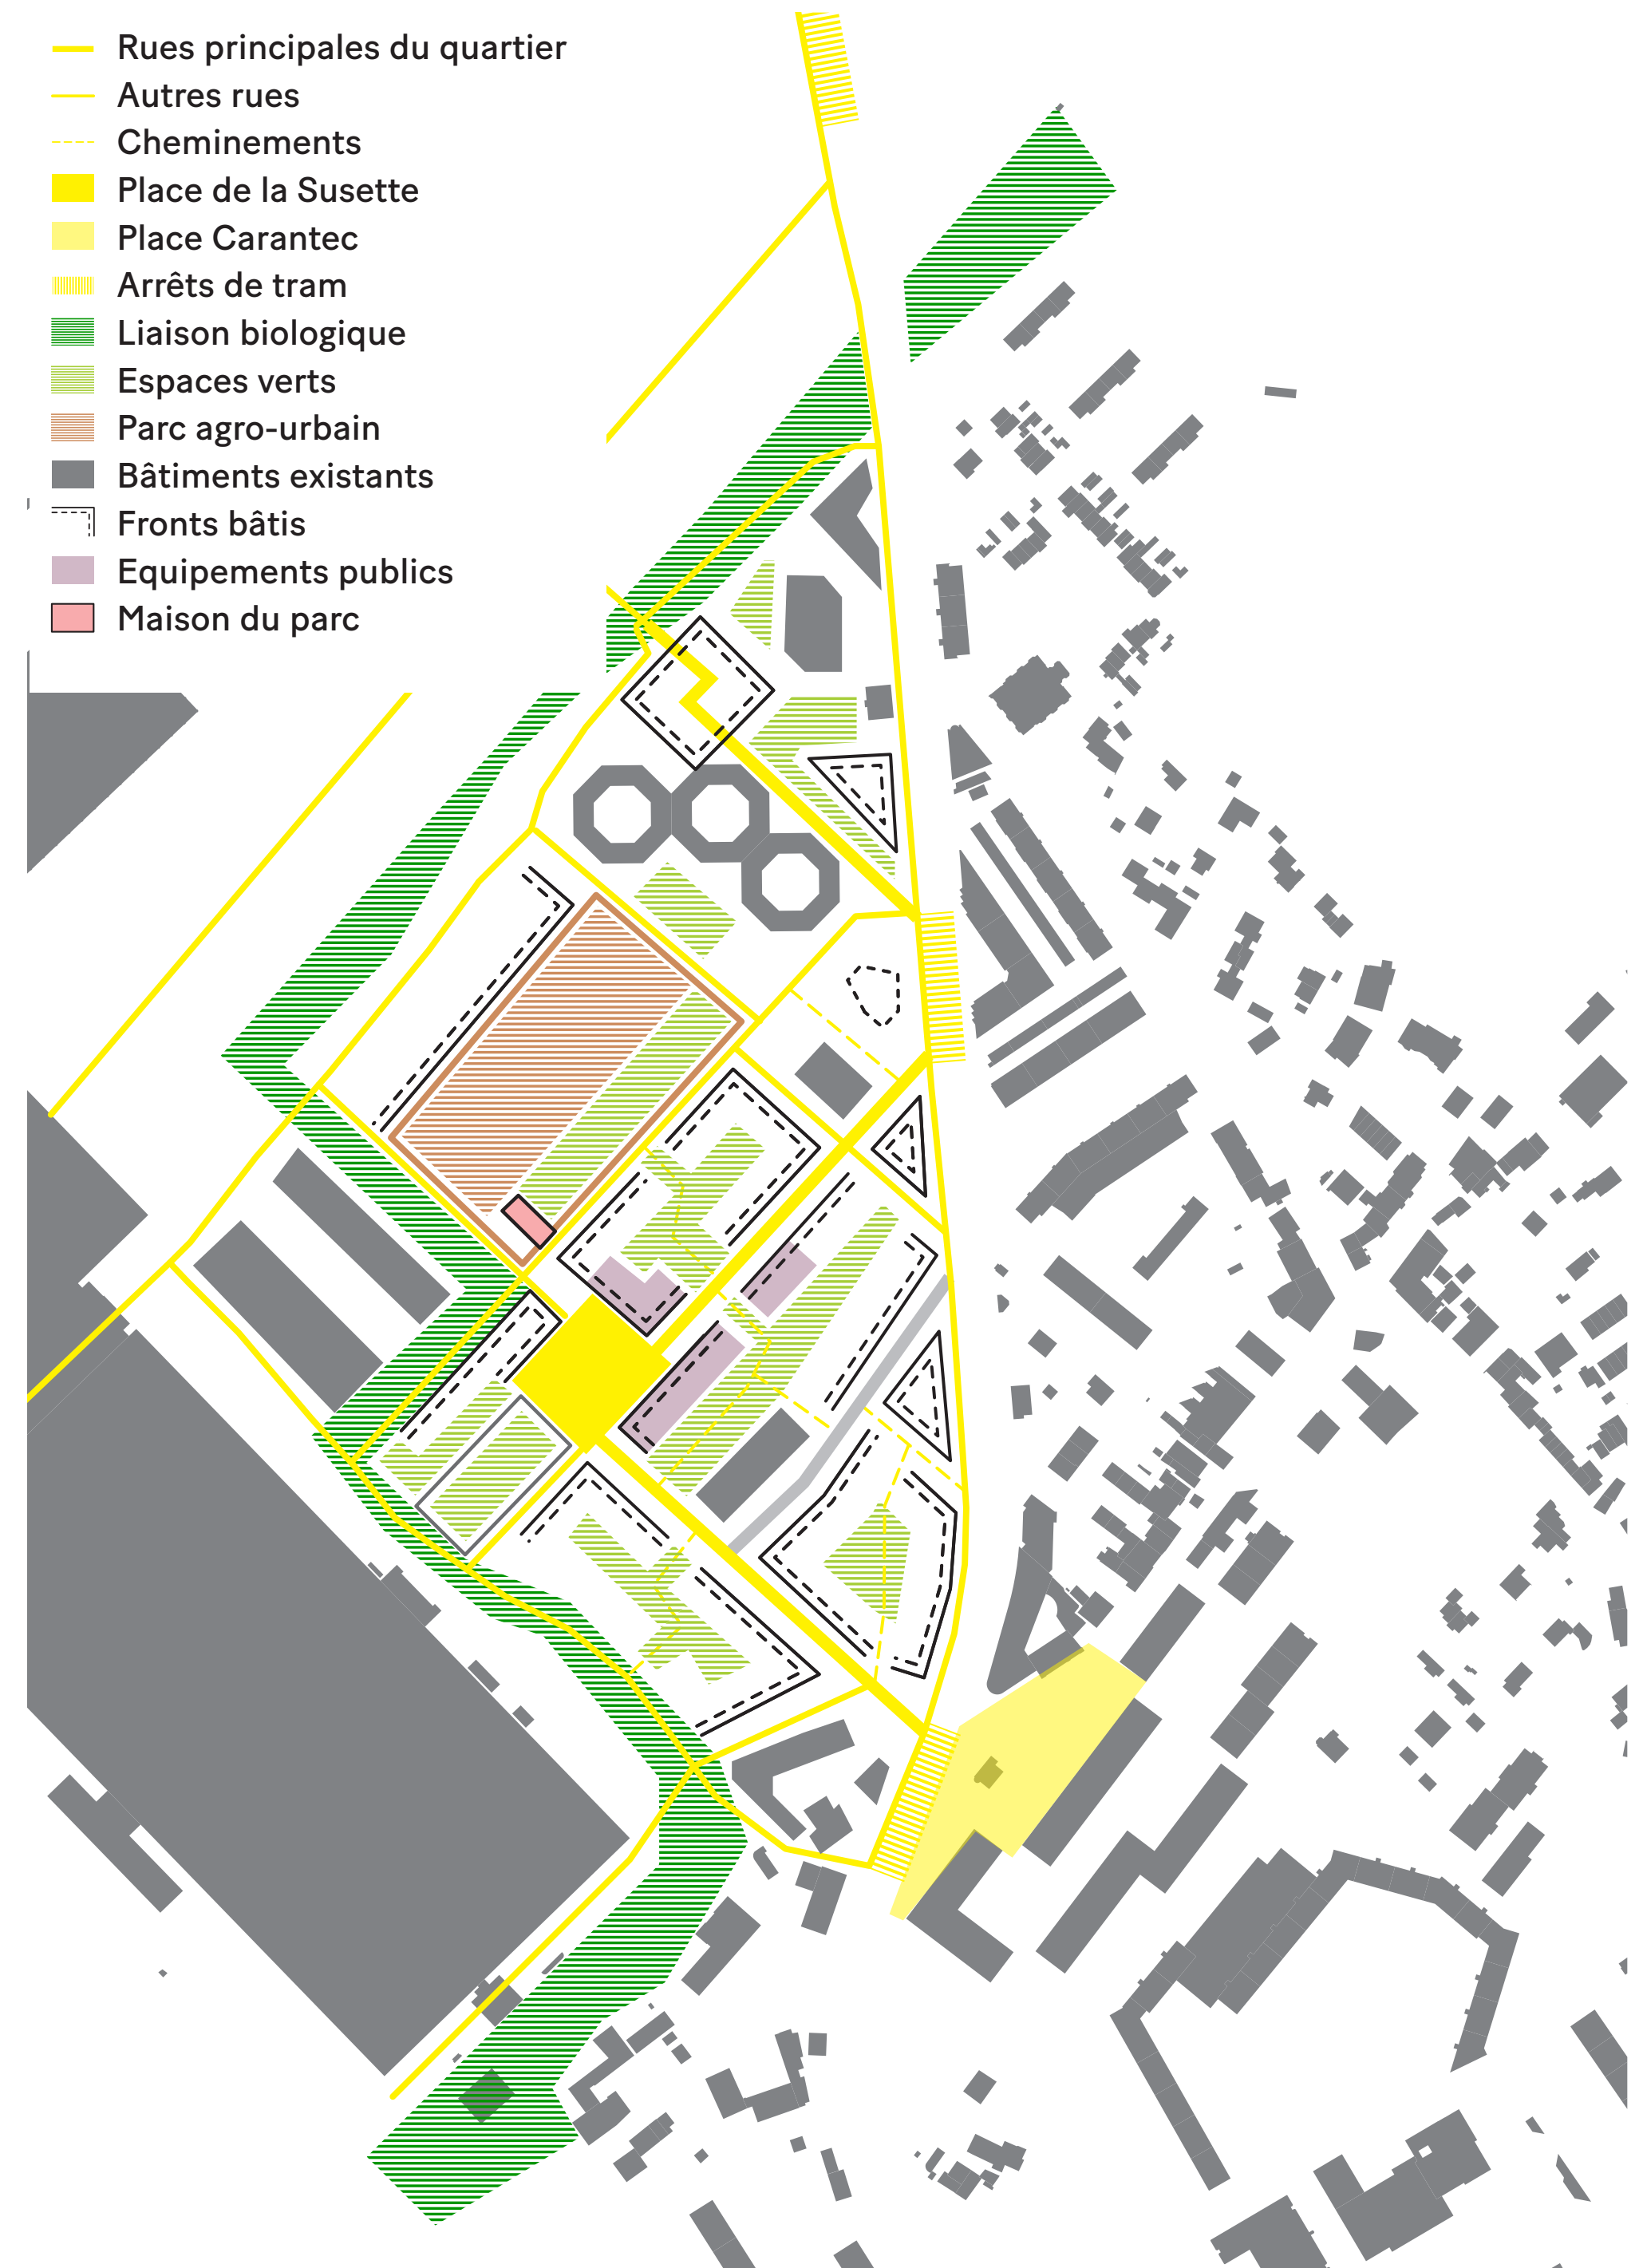 Rues principales du quartier
Autres rues
Cheminements
Place de la Susette
Place Carantec
Arrêts de tram
Liaison biologique
Espaces verts
Parc agro-urbain
Bâtiments existants
Fronts bâtis
Equipements publics
Maison du parc